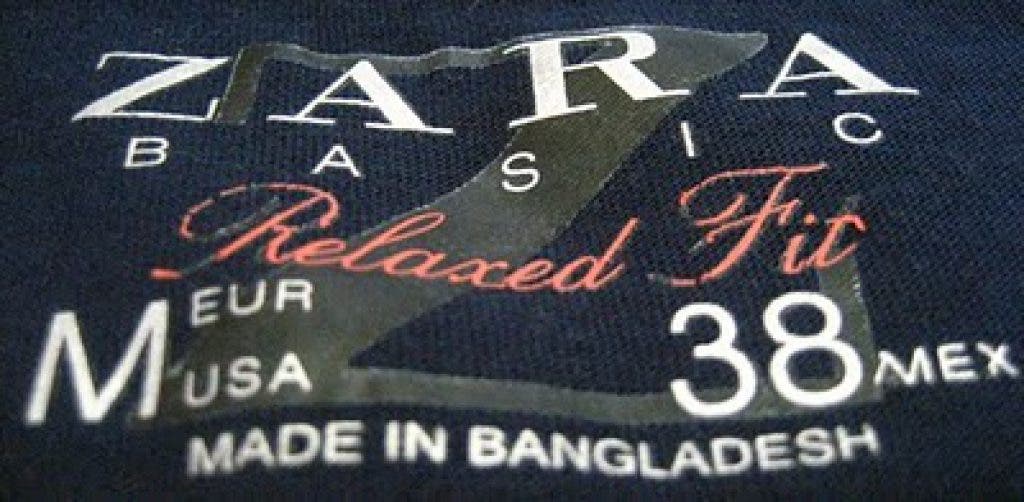 ZARA
BASIC
Relaxed Fit
M EUR USA 38 MEX
MADE IN BANGLADESH